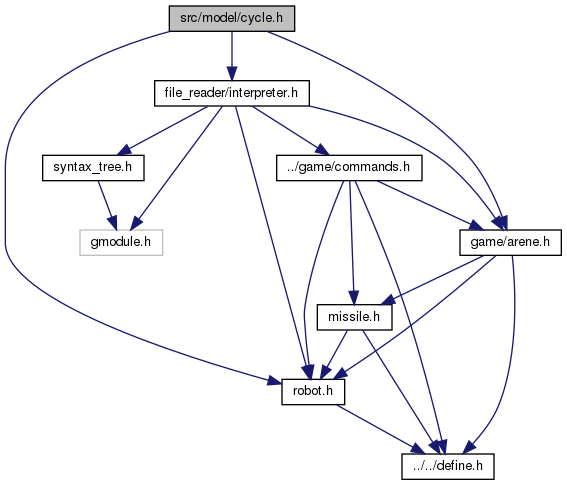 src/model/cycle.h
file_reader/interpreter.h
syntax_tree.h
../game/commands.h
gmodule.h
game/arene.h
missile.h
robot.h
../../define.h